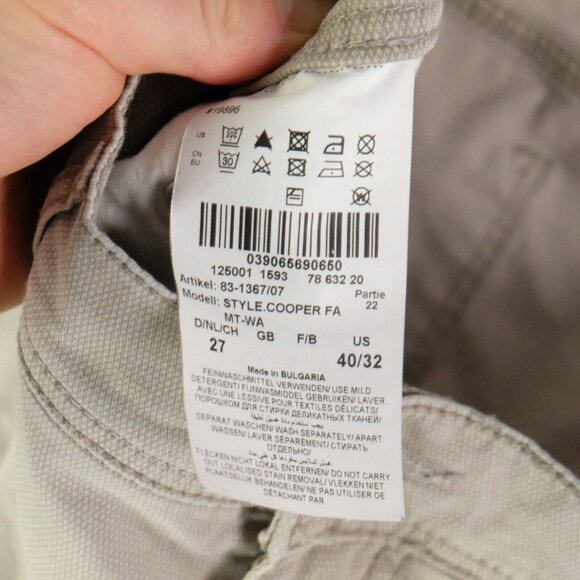 #19896
US
CN
EU 30
039065690650
125001 1593 78 632 20
Artikel: 83-1367/07 Partie
Modell: STYLE.COOPER FA 22
MT-WA
D/NL/CH GB F/B US
27 40/32
Made in BULGARIA
FEINWASCHMITTEL VERWENDEN/ USE MILD
DETERGENT/ FIJNWASMIDDEL GEBRUIKEN/ LAVER
AVEC UNE LESSIVE POUR TEXTILES DÉLICATS/
ПОРОШКОМ ДЛЯ СТИРКИ ДЕЛИКАТНЫХ ТКАНЕЙ/
SEPARAT WASCHEN/ WASH SEPARATELY/ APART
WASSEN/ LAVER SÉPARÉMENT/ СТИРАТЬ
ОТДЕЛЬНО/
FLECKEN NICHT LOKAL ENTFERNEN/ DO NOT CARRY
OUT LOCALISED STAIN REMOVAL/ VLEKKEN NIET
PLAATSELIJK BEHANDELEN/ NE PAS UTILISER DE
DÉTACHANT PAR